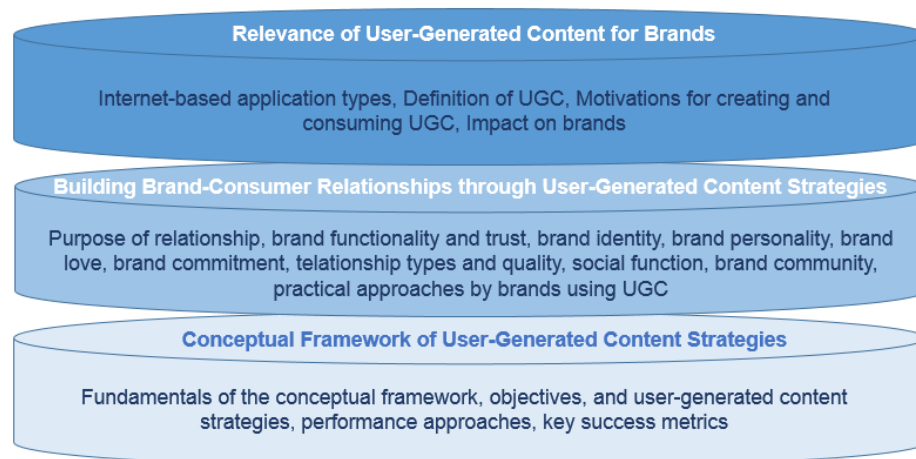 Relevance of User-Generated Content for Brands
Internet-based application types, Definition of UGC, Motivations for creating and
consuming UGC, Impact on brands
Building Brand-Consumer Relationships through User-Generated Content Strategies
Purpose of relationship, brand functionality and trust, brand identity, brand personality, brand
love, brand commitment, telationship types and quality, social function, brand community,
practical approaches by brands using UGC
Conceptual Framework of User-Generated Content Strategies
Fundamentals of the conceptual framework, objectives, and user-generated content
strategies, performance approaches, key success metrics